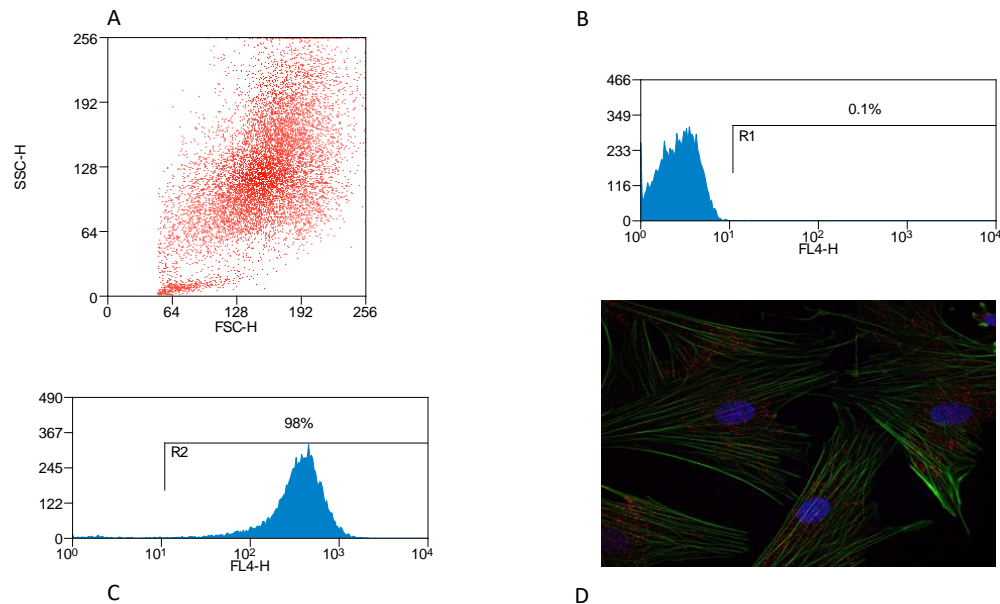 A
256
192
128
64
0
SSC-H
0 64 128 192 256
FSC-H
B
466
349
233
116
0
0.1%
R1
10⁰ 10¹ 10² 10³ 10⁴
FL4-H
490
367
245
122
0
98%
R2
10⁰ 10¹ 10² 10³ 10⁴
FL4-H
C
D